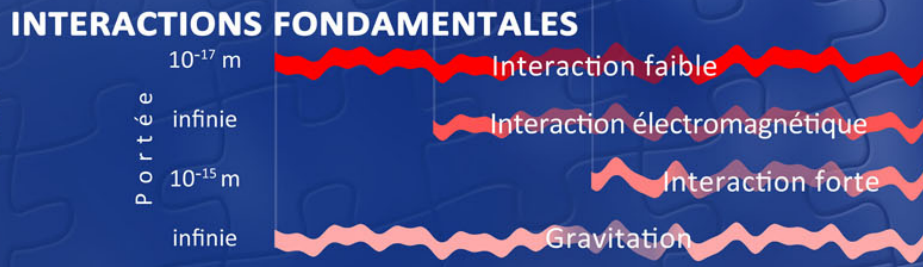 INTERACTIONS FONDAMENTALES
Portée
10⁻¹⁷ m Interaction faible
infinie Interaction électromagnétique
10⁻¹⁵ m Interaction forte
infinie Gravitation